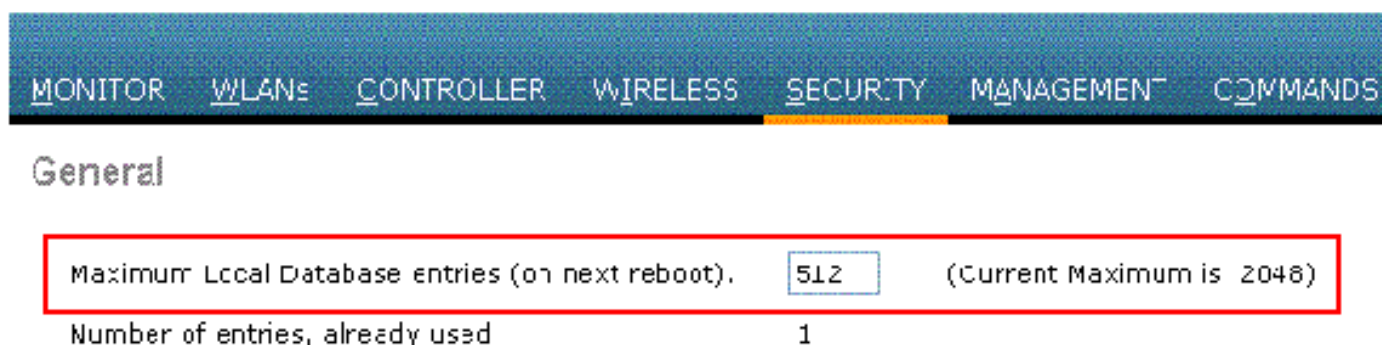 MONITOR WLANs CONTROLLER WIRELESS SECURITY MANAGEMENT COMMANDS
General
Maximum Local Database entries (on next reboot). 512 (Current Maximum is 2048)
Number of entries, already used 1